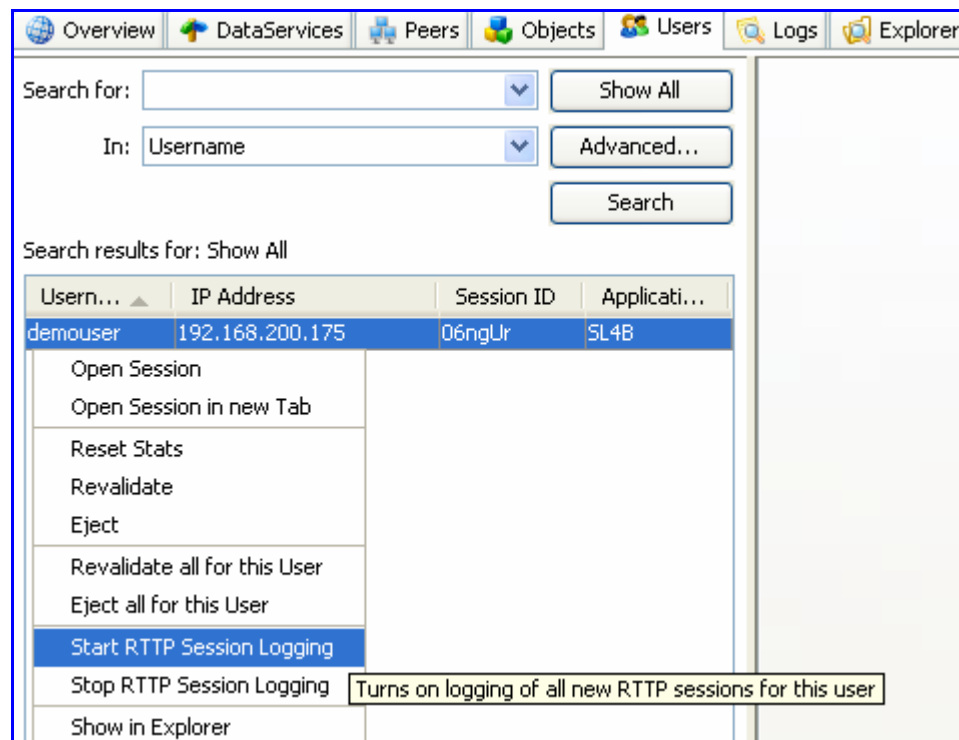 Overview DataServices Peers Objects Users Logs Explorer
Search for: Show All
In: Username Advanced...
Search
Search results for: Show All
Usern... IP Address Session ID Applicati...
demouser 192.168.200.175 06ngUr SL4B
Open Session
Open Session in new Tab
Reset Stats
Revalidate
Eject
Revalidate all for this User
Eject all for this User
Start RTTP Session Logging
Stop RTTP Session Logging Turns on logging of all new RTTP sessions for this user
Show in Explorer